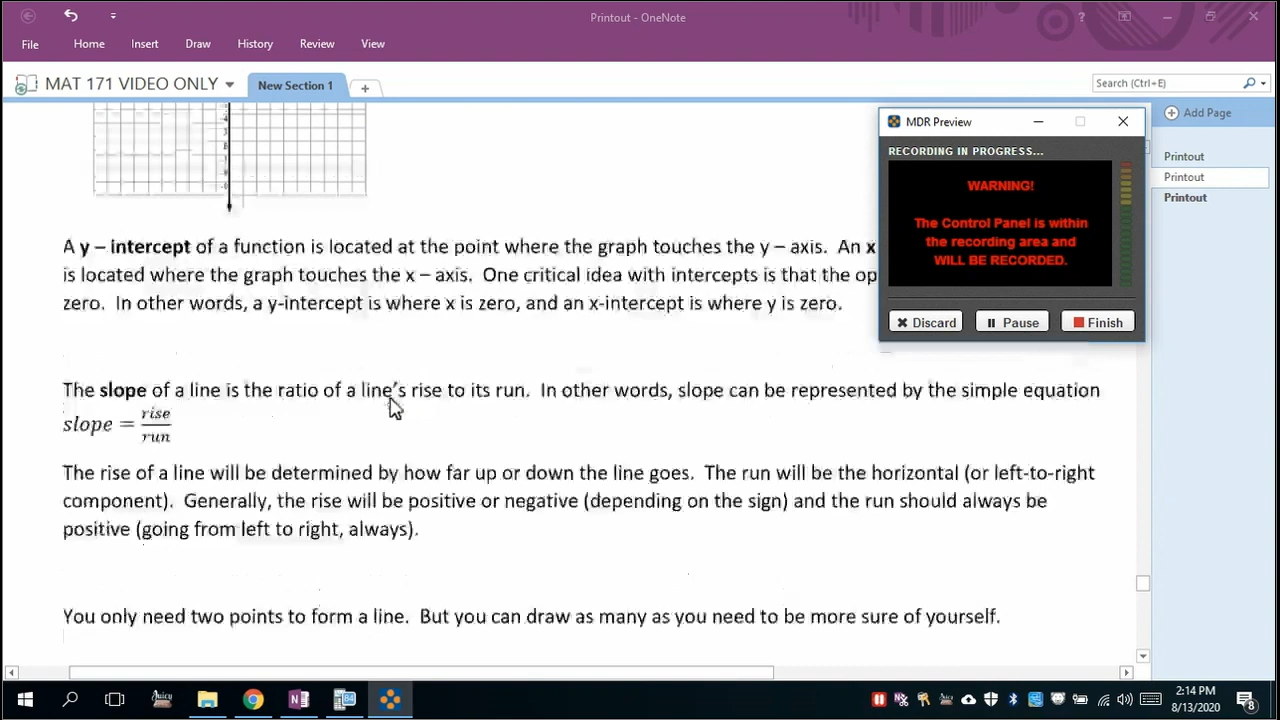 Printout - OneNote
?
File
Home
Insert
Draw
History
Review
View
MAT 171 VIDEO ONLY
New Section 1
+
Search (Ctrl+E)
MDR Preview
RECORDING IN PROGRESS...
WARNING!
The Control Panel is within
the recording area and
WILL BE RECORDED.
Discard
Pause
Finish
Add Page
Printout
Printout
Printout
A y – intercept of a function is located at the point where the graph touches the y – axis. An x
is located where the graph touches the x – axis. One critical idea with intercepts is that the op
zero. In other words, a y-intercept is where x is zero, and an x-intercept is where y is zero.
The slope of a line is the ratio of a line's rise to its run. In other words, slope can be represented by the simple equation
slope = rise/run
The rise of a line will be determined by how far up or down the line goes. The run will be the horizontal (or left-to-right
component). Generally, the rise will be positive or negative (depending on the sign) and the run should always be
positive (going from left to right, always).
You only need two points to form a line. But you can draw as many as you need to be more sure of yourself.
Juicy
2:14 PM
8/13/2020
8